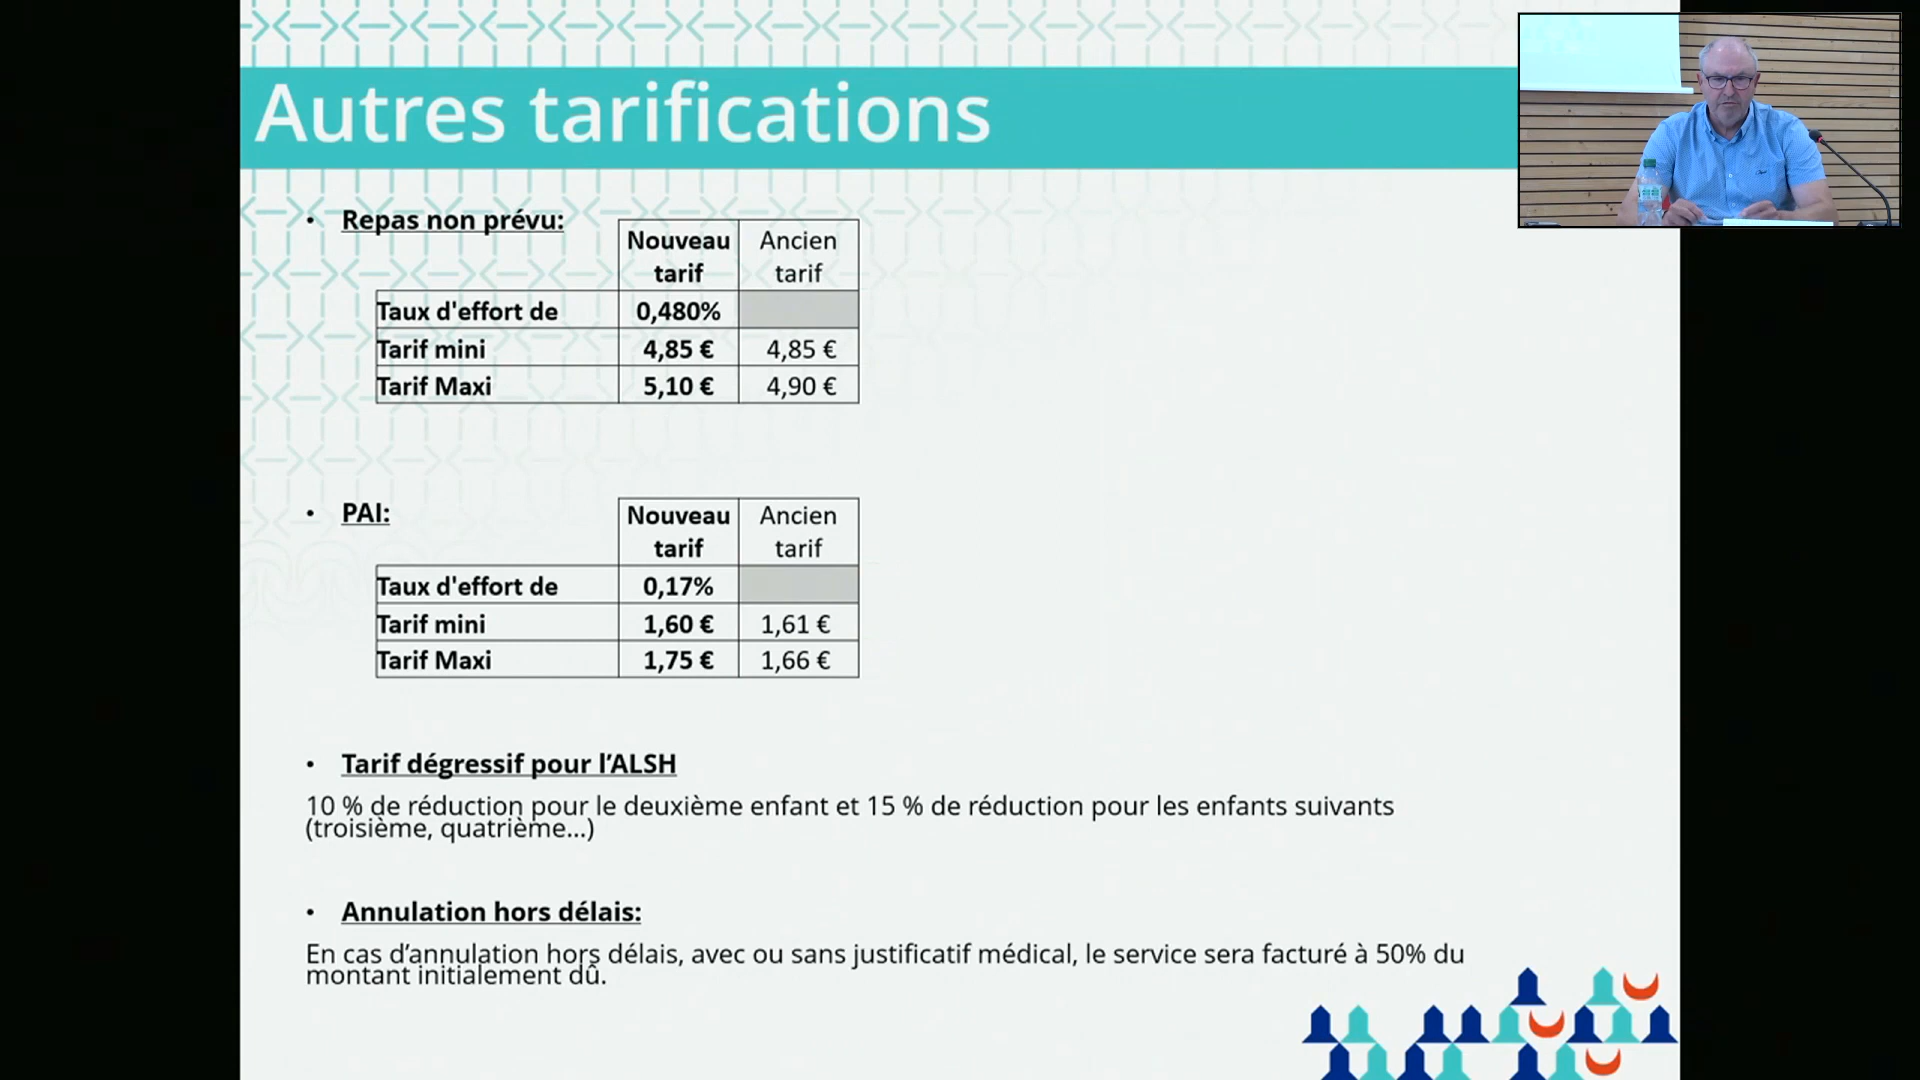 Autres tarifications
• Repas non prévu:
Nouveau tarif Ancien tarif
Taux d'effort de 0,480%
Tarif mini 4,85 € 4,85 €
Tarif Maxi 5,10 € 4,90 €
• PAI:
Nouveau tarif Ancien tarif
Taux d'effort de 0,17%
Tarif mini 1,60 € 1,61 €
Tarif Maxi 1,75 € 1,66 €
• Tarif dégressif pour l’ALSH
10 % de réduction pour le deuxième enfant et 15 % de réduction pour les enfants suivants
(troisième, quatrième...)
• Annulation hors délais:
En cas d’annulation hors délais, avec ou sans justificatif médical, le service sera facturé à 50% du
montant initialement dû.